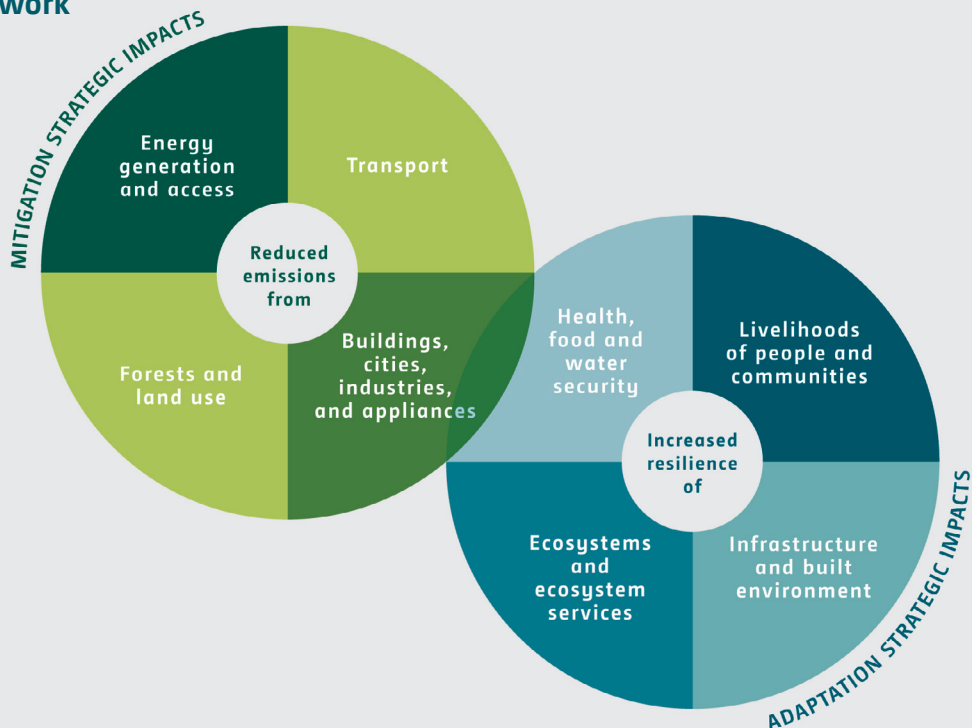 work
MITIGATION STRATEGIC IMPACTS
Energy
generation
and access
Transport
Reduced
emissions
from
Forests and
land use
Buildings,
cities,
industries,
and appliances
Health,
food and
water
security
Livelihoods
of people and
communities
Increased
resilience
of
Ecosystems
and
ecosystem
services
Infrastructure
and built
environment
ADAPTATION STRATEGIC IMPACTS